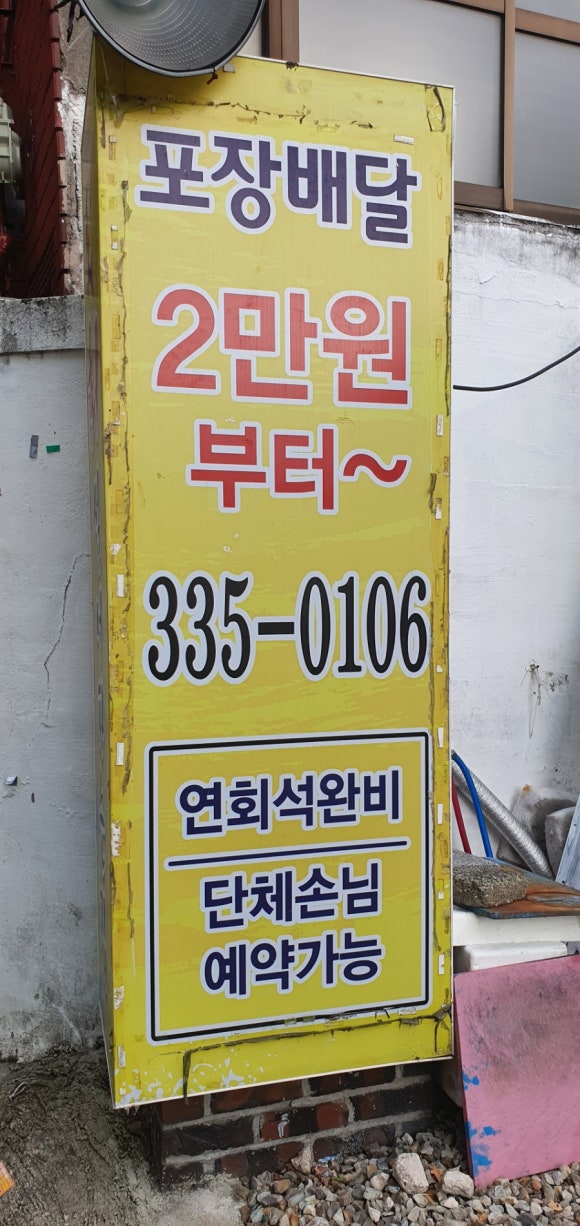 포장배달
2만원
부터~
335-0106
연회석완비
단체손님
예약가능